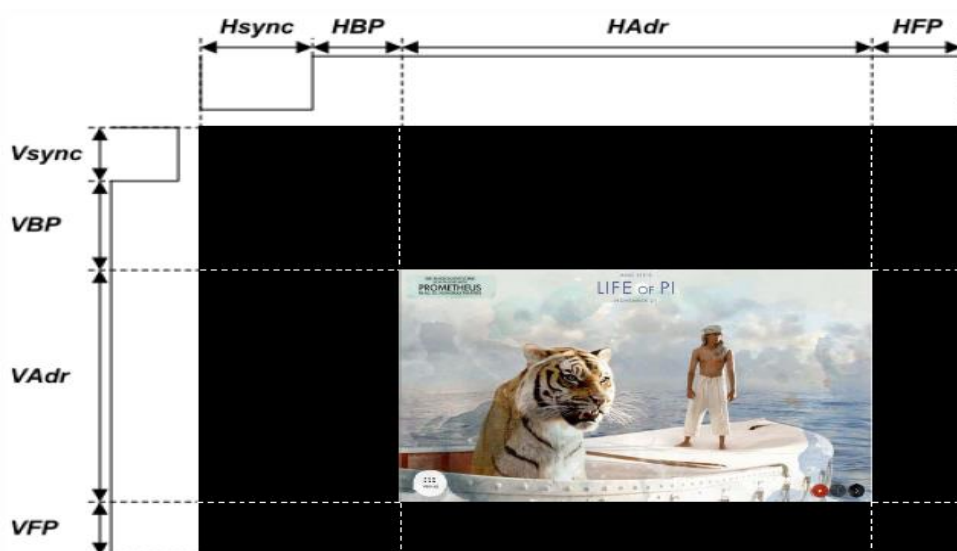 Hsync HBP HAdr HFP
Vsync
VBP
VAdr
VFP
PROMETHEUS
LIFE OF PI